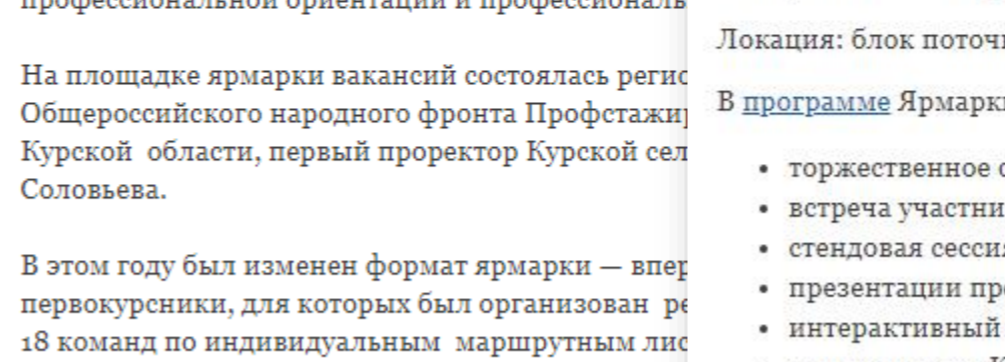 профессиональной ориентации и
На площадке ярмарки вакансий состоялась
Общероссийского народного фронта
Курской области, первый проректор Курской
Соловьева.
В этом году был изменен формат ярмарки —
первокурсники, для которых был организован
18 команд по индивидуальным маршрутным
Локация: блок
В программе
• торжественное
• встреча
• стендовая
• презентации
• интерактивный